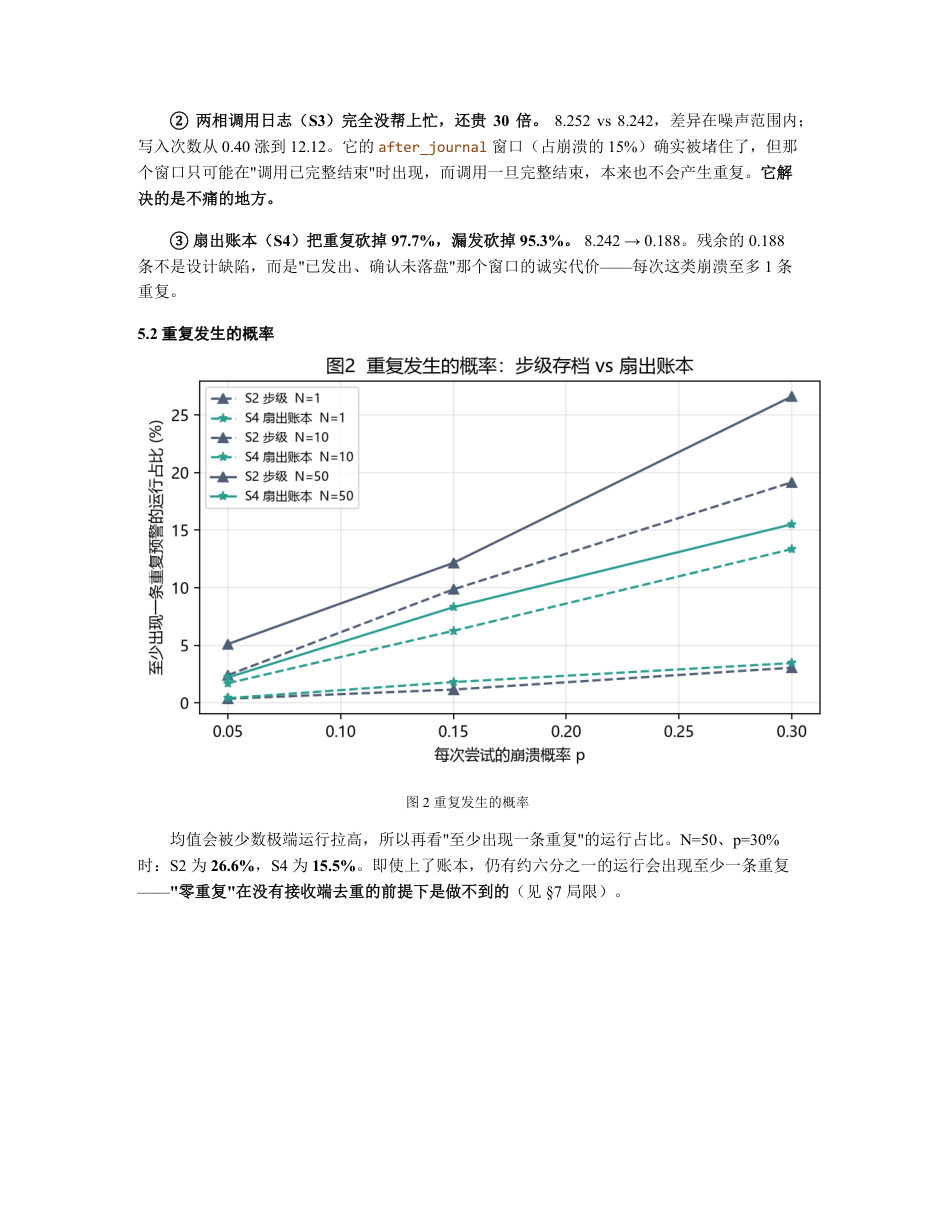 ② 两相调用日志（S3）完全没帮上忙，还贵 30 倍。 8.252 vs 8.242，差异在噪声范围内；
写入次数从 0.40 涨到 12.12。它的 after_journal 窗口（占崩溃的 15%）确实被堵住了，但那
个窗口只可能在"调用已完整结束"时出现，而调用一旦完整结束，本来也不会产生重复。它解
决的是不痛的地方。
③ 扇出账本（S4）把重复砍掉 97.7%，漏发砍掉 95.3%。 8.242 → 0.188。残余的 0.188
条不是设计缺陷，而是"已发出、确认未落盘"那个窗口的诚实代价——每次这类崩溃至多 1 条
重复。
5.2 重复发生的概率
图2 重复发生的概率：步级存档 vs 扇出账本
S2 步级 N=1
S4 扇出账本 N=1
S2 步级 N=10
S4 扇出账本 N=10
S2 步级 N=50
S4 扇出账本 N=50
至少出现一条重复预警的运行占比 (%)
25
20
15
10
5
0
0.05 0.10 0.15 0.20 0.25 0.30
每次尝试的崩溃概率 p
图 2 重复发生的概率
均值会被少数极端运行拉高，所以再看"至少出现一条重复"的运行占比。N=50、p=30%
时：S2 为 26.6%，S4 为 15.5%。即使上了账本，仍有约六分之一的运行会出现至少一条重复
——"零重复"在没有接收端去重的前提下是做不到的（见 §7 局限）。